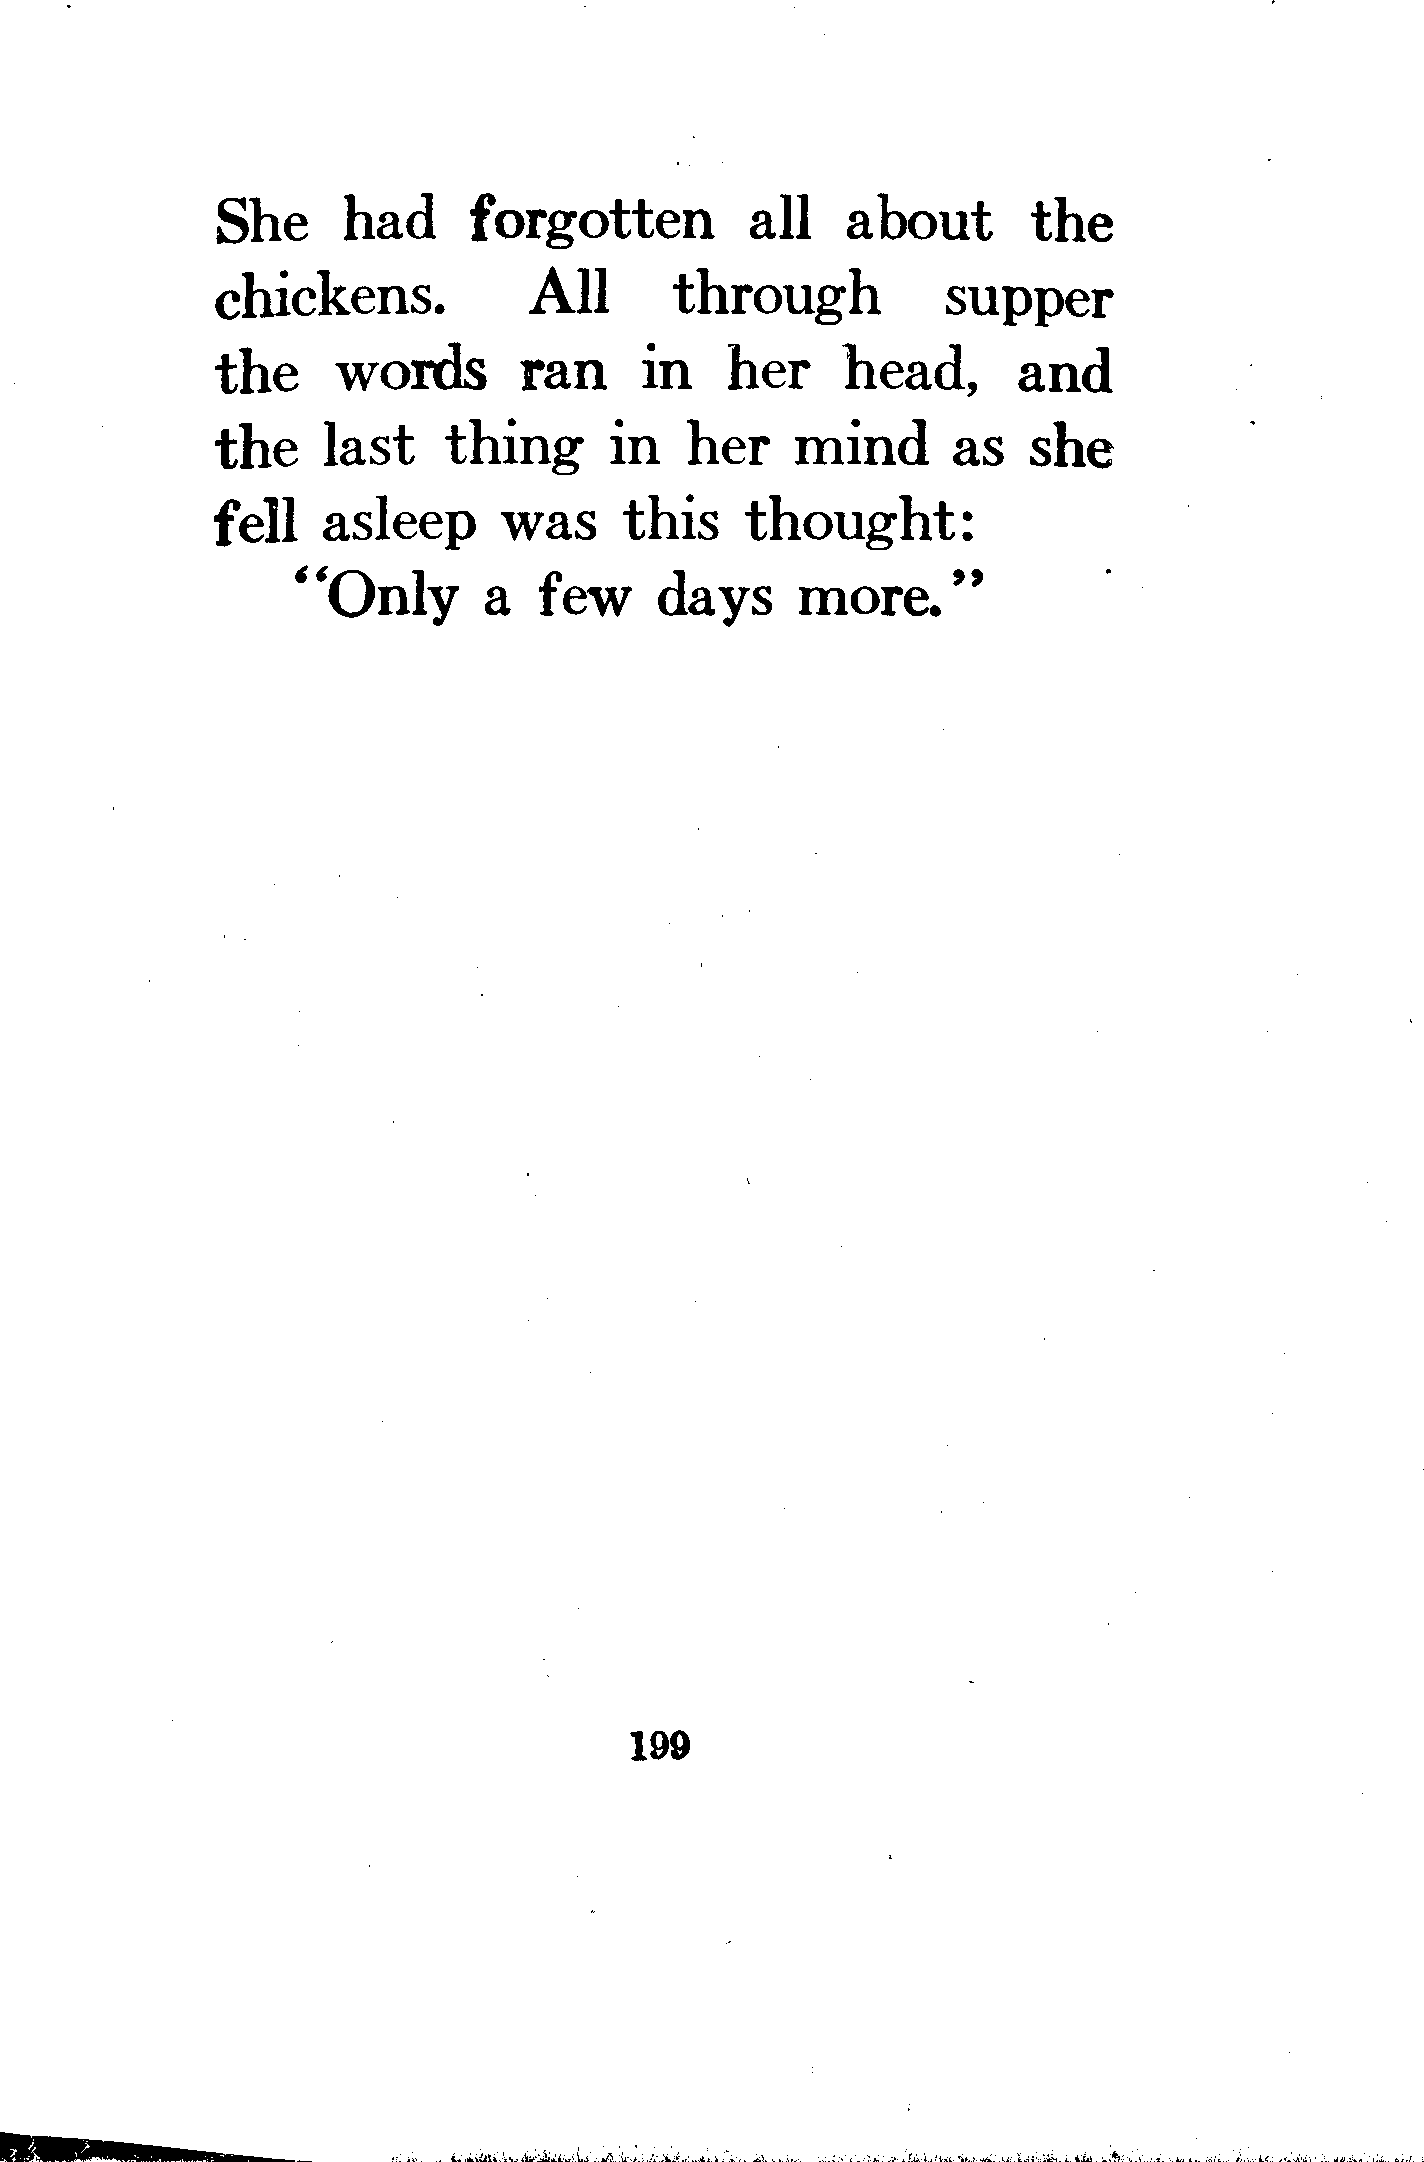 She had forgotten all about the
chickens. All through supper
the words ran in her head, and
the last thing in her mind as she
fell asleep was this thought:
“Only a few days more.”
199